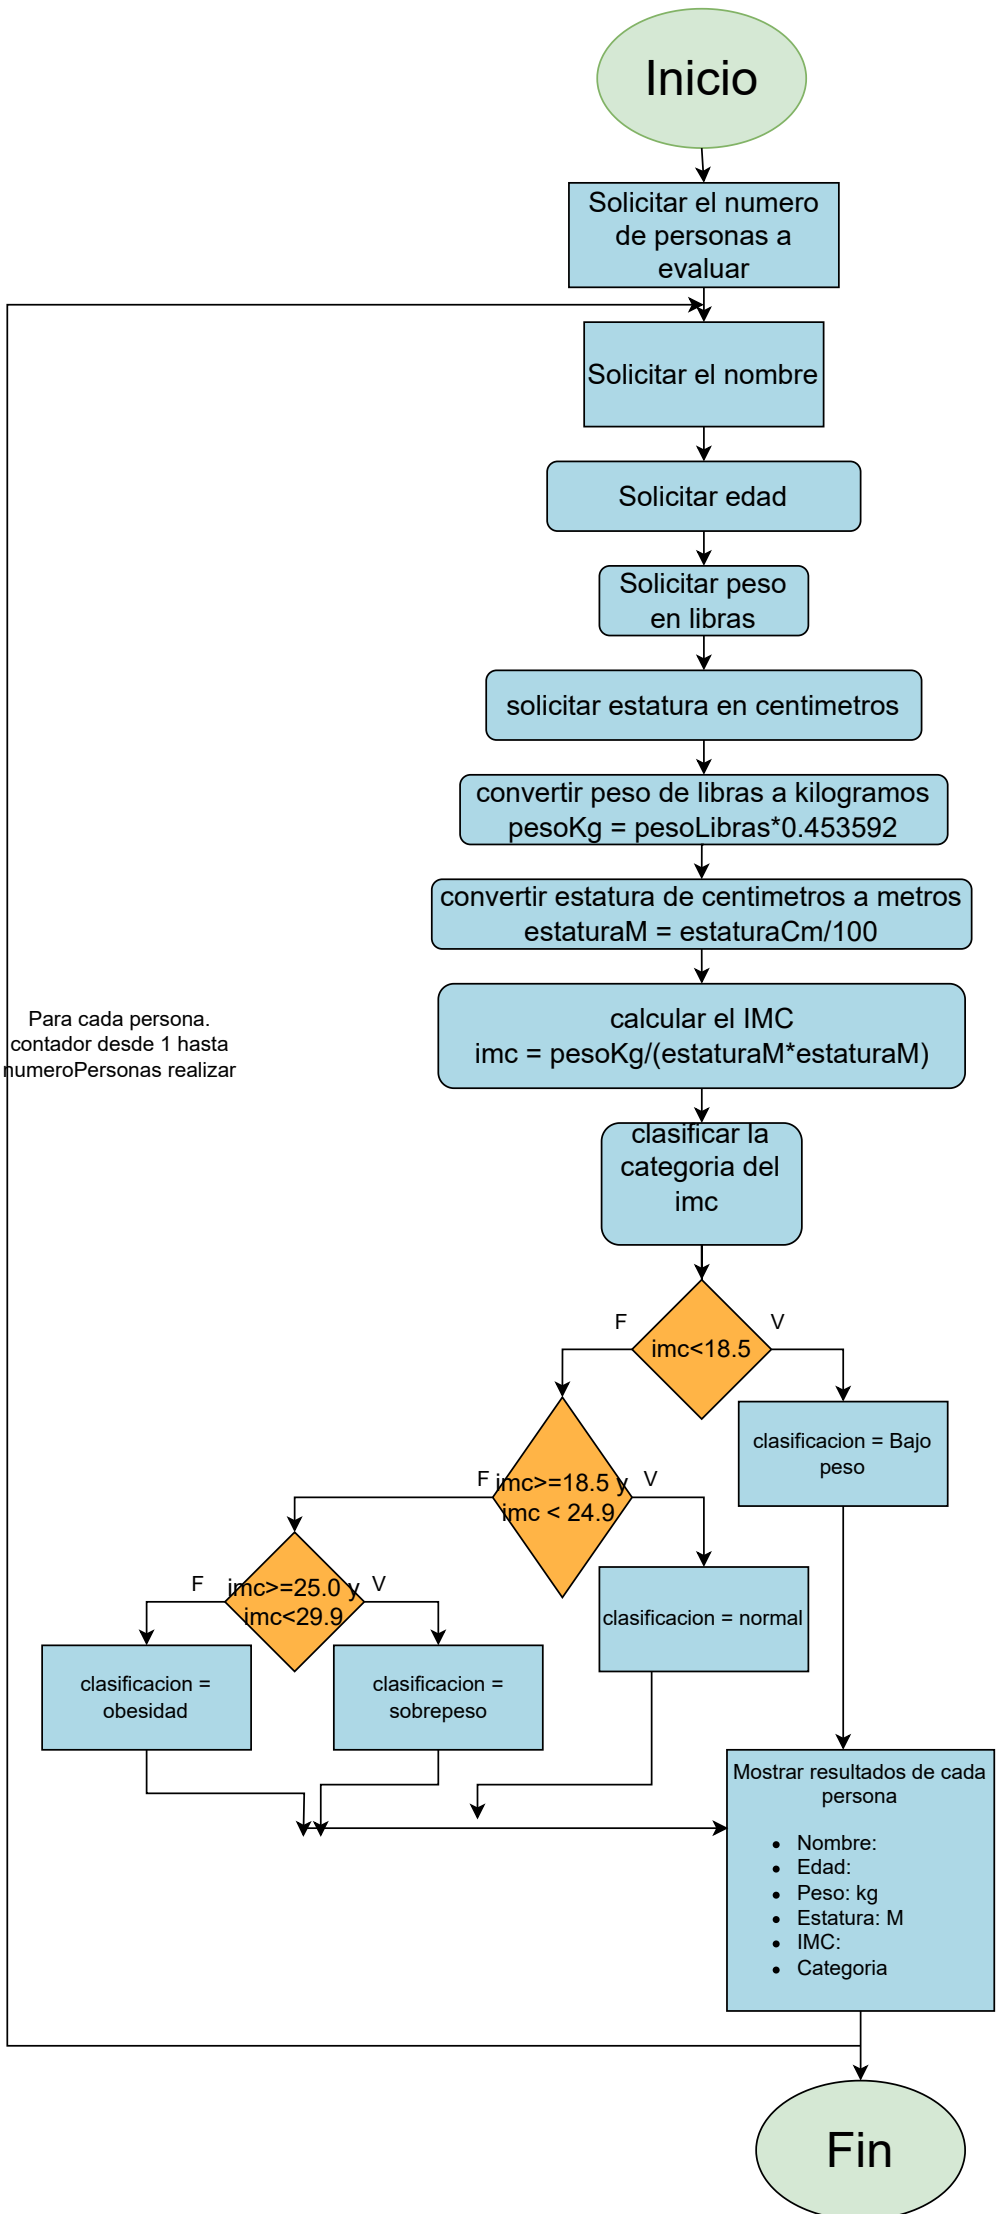 Inicio
Solicitar el numero
de personas a
evaluar
Solicitar el nombre
Solicitar edad
Solicitar peso
en libras
solicitar estatura en centimetros
convertir peso de libras a kilogramos
pesoKg = pesoLibras*0.453592
convertir estatura de centimetros a metros
estaturaM = estaturaCm/100
Para cada persona.
contador desde 1 hasta
numeroPersonas realizar
calcular el IMC
imc = pesoKg/(estaturaM*estaturaM)
clasificar la
categoria del
imc
F
V
imc<18.5
clasificacion = Bajo
peso
F
V
imc>=18.5 y
imc < 24.9
F
V
imc>=25.0 y
imc<29.9
clasificacion = normal
clasificacion =
obesidad
clasificacion =
sobrepeso
Mostrar resultados de cada
persona
• Nombre:
• Edad:
• Peso: kg
• Estatura: M
• IMC:
• Categoria
Fin